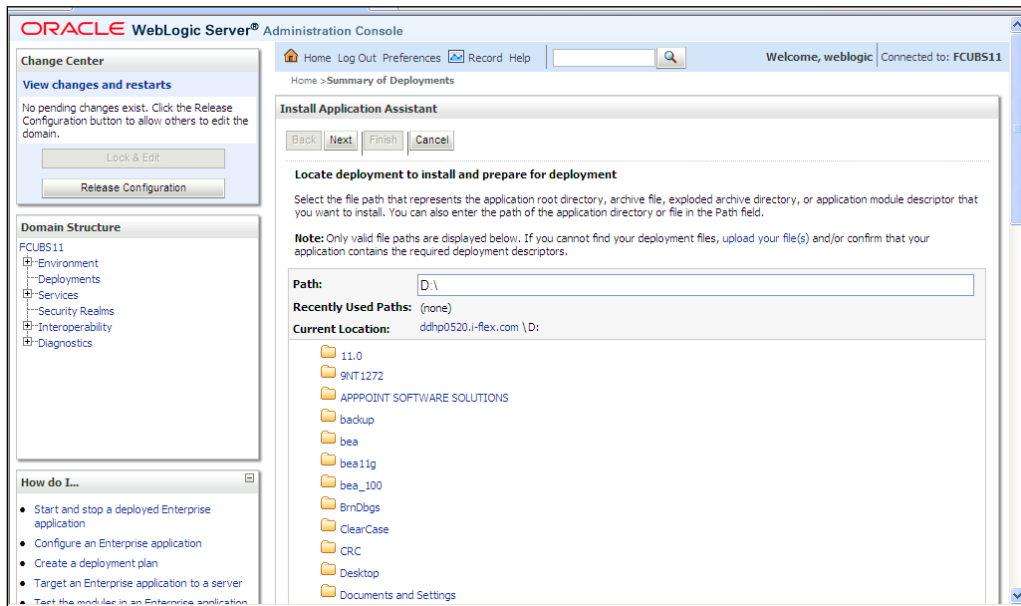 ORACLE WebLogic Server® Administration Console
Change Center
View changes and restarts
No pending changes exist. Click the Release
Configuration button to allow others to edit the
domain.
Lock & Edit
Release Configuration
Domain Structure
FCUBS11
Environment
Deployments
Services
Security Realms
Interoperability
Diagnostics
How do I...
Start and stop a deployed Enterprise
application
Configure an Enterprise application
Create a deployment plan
Target an Enterprise application to a server
Test the modules in an Enterprise application
Home Log Out Preferences Record Help
Welcome, weblogic Connected to: FCUBS11
Home >Summary of Deployments
Install Application Assistant
Back Next Finish Cancel
Locate deployment to install and prepare for deployment
Select the file path that represents the application root directory, archive file, exploded archive directory, or application module descriptor that
you want to install. You can also enter the path of the application directory or file in the Path field.
Note: Only valid file paths are displayed below. If you cannot find your deployment files, upload your file(s) and/or confirm that your
application contains the required deployment descriptors.
Path: D:\
Recently Used Paths: (none)
Current Location: ddhp0520.i-flex.com \D:
11.0
9NT1272
APPPOINT SOFTWARE SOLUTIONS
backup
bea
bea11g
bea_100
BrnDbgs
ClearCase
CRC
Desktop
Documents and Settings